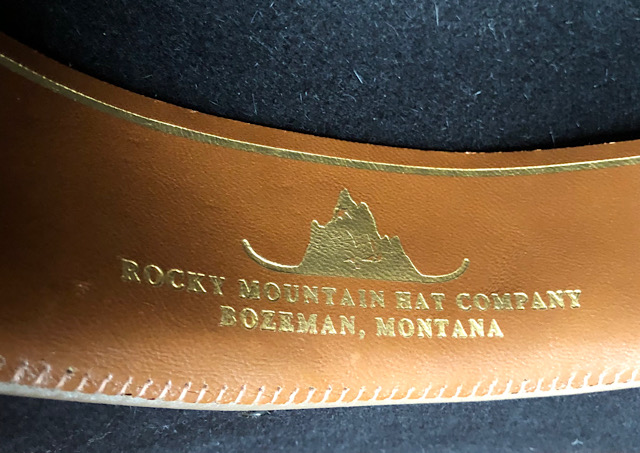 ROCKY MOUNTAIN HAT COMPANY
BOZEMAN, MONTANA